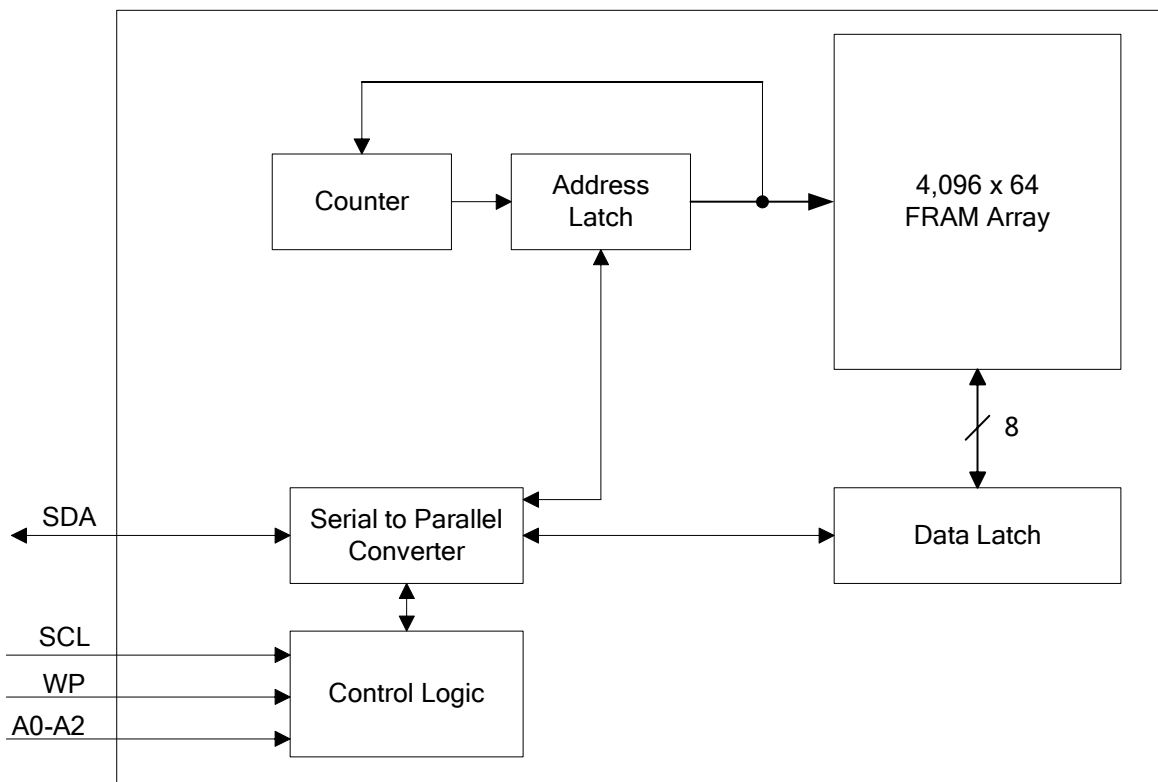 Counter
Address
Latch
4,096 x 64
FRAM Array
8
SDA
Serial to Parallel
Converter
Data Latch
SCL
WP
A0-A2
Control Logic